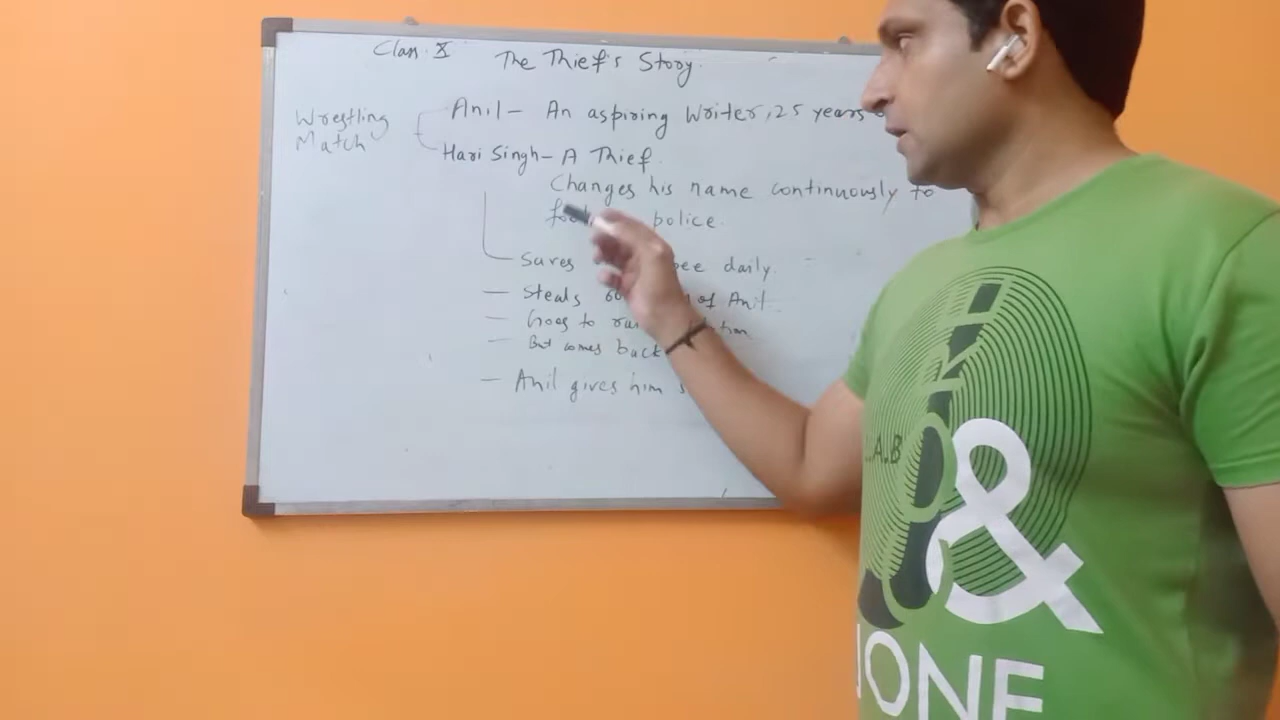 Class X The Thief's Story
Wrestling
Match
Anil - An aspiring writer, 25 years
Hari Singh - A Thief.
Changes his name continuously to
police.
Saves daily.
- Steals of Anil
- Goes to
- But comes back
- Anil gives him
L.A.B
&
JONE